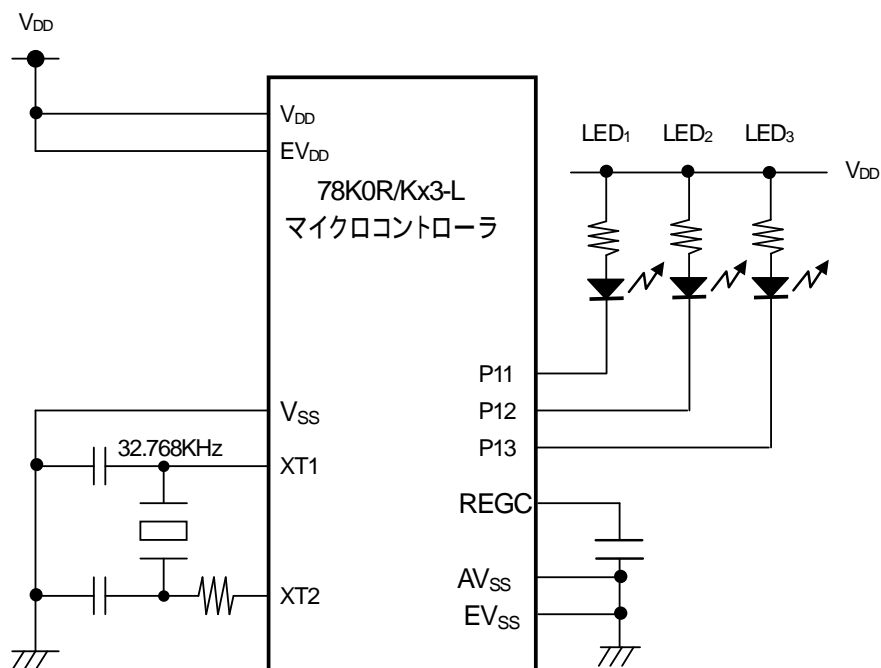 VDD
VDD
EVDD
78K0R/Kx3-L
マイクロコントローラ
LED1 LED2 LED3
VDD
P11
P12
P13
VSS
32.768KHz
XT1
XT2
REGC
AVSS
EVSS